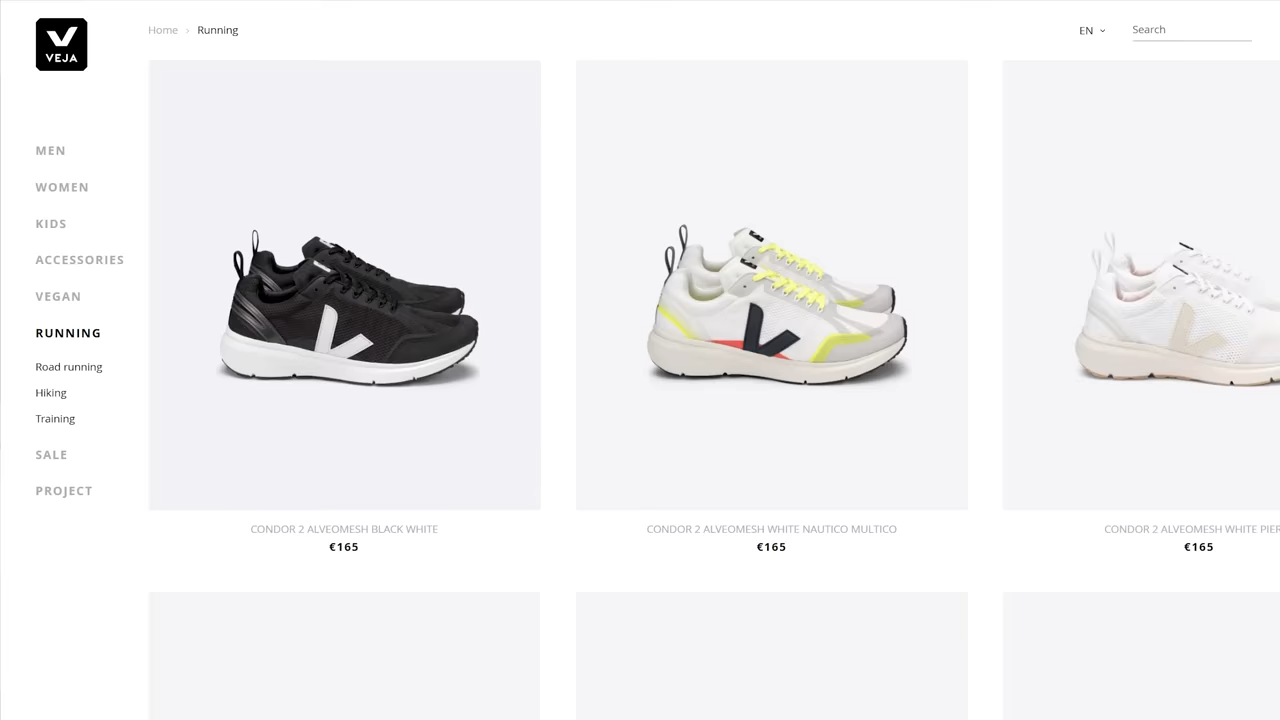 VEJA
Home › Running
EN
Search
MEN
WOMEN
KIDS
ACCESSORIES
VEGAN
RUNNING
Road running
Hiking
Training
SALE
PROJECT
CONDOR 2 ALVEOMESH BLACK WHITE
€165
CONDOR 2 ALVEOMESH WHITE NAUTICO MULTICO
€165
CONDOR 2 ALVEOMESH WHITE
€165